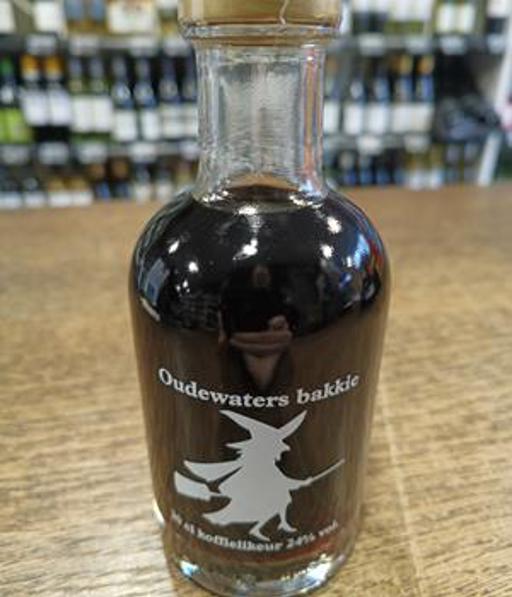 Oudewaters bakkie
cl koffielikeur 24% vol.